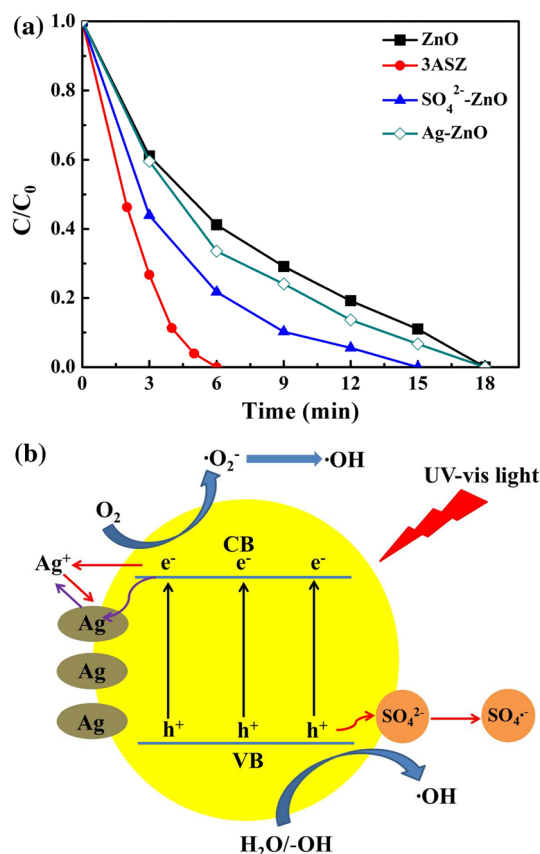 (a)
1.0
0.8
0.6
0.4
0.2
0.0
C/C₀
ZnO
3ASZ
SO₄²⁻-ZnO
Ag-ZnO
0 3 6 9 12 15 18
Time (min)
(b)
·O₂⁻ ·OH
UV-vis light
O₂
CB
Ag⁺ e⁻ e⁻ e⁻
Ag
Ag
Ag
h⁺ h⁺ h⁺
SO₄²⁻ SO₄•⁻
VB
·OH
H₂O/-OH